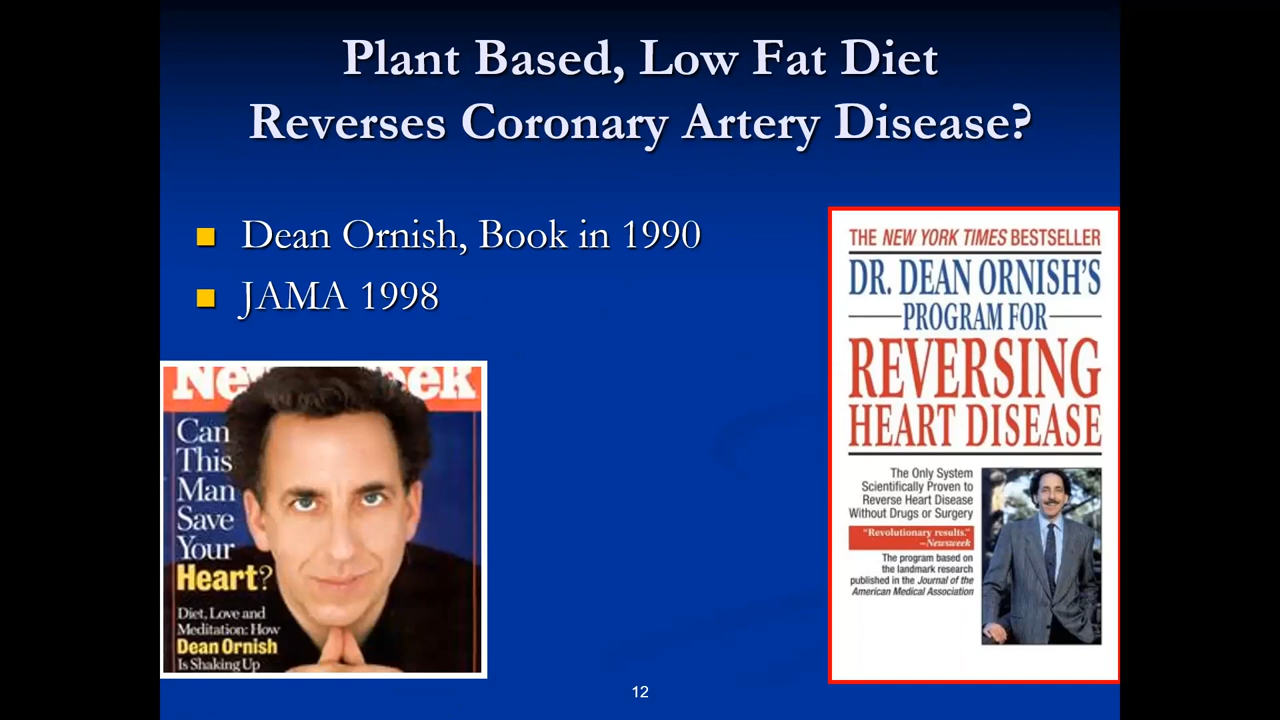 Plant Based, Low Fat Diet
Reverses Coronary Artery Disease?
Dean Ornish, Book in 1990
JAMA 1998
Can
This
Man
Save
Your
Heart?
Diet, Love and
Meditation: How
Dean Ornish
Is Shaking Up
THE NEW YORK TIMES BESTSELLER
DR. DEAN ORNISH'S
PROGRAM FOR
REVERSING
HEART DISEASE
The Only System
Scientifically Proven to
Reverse Heart Disease
Without Drugs or Surgery
"Revolutionary results."
–Newsweek
The program based on
the landmark research
published in the Journal of the
American Medical Association
12